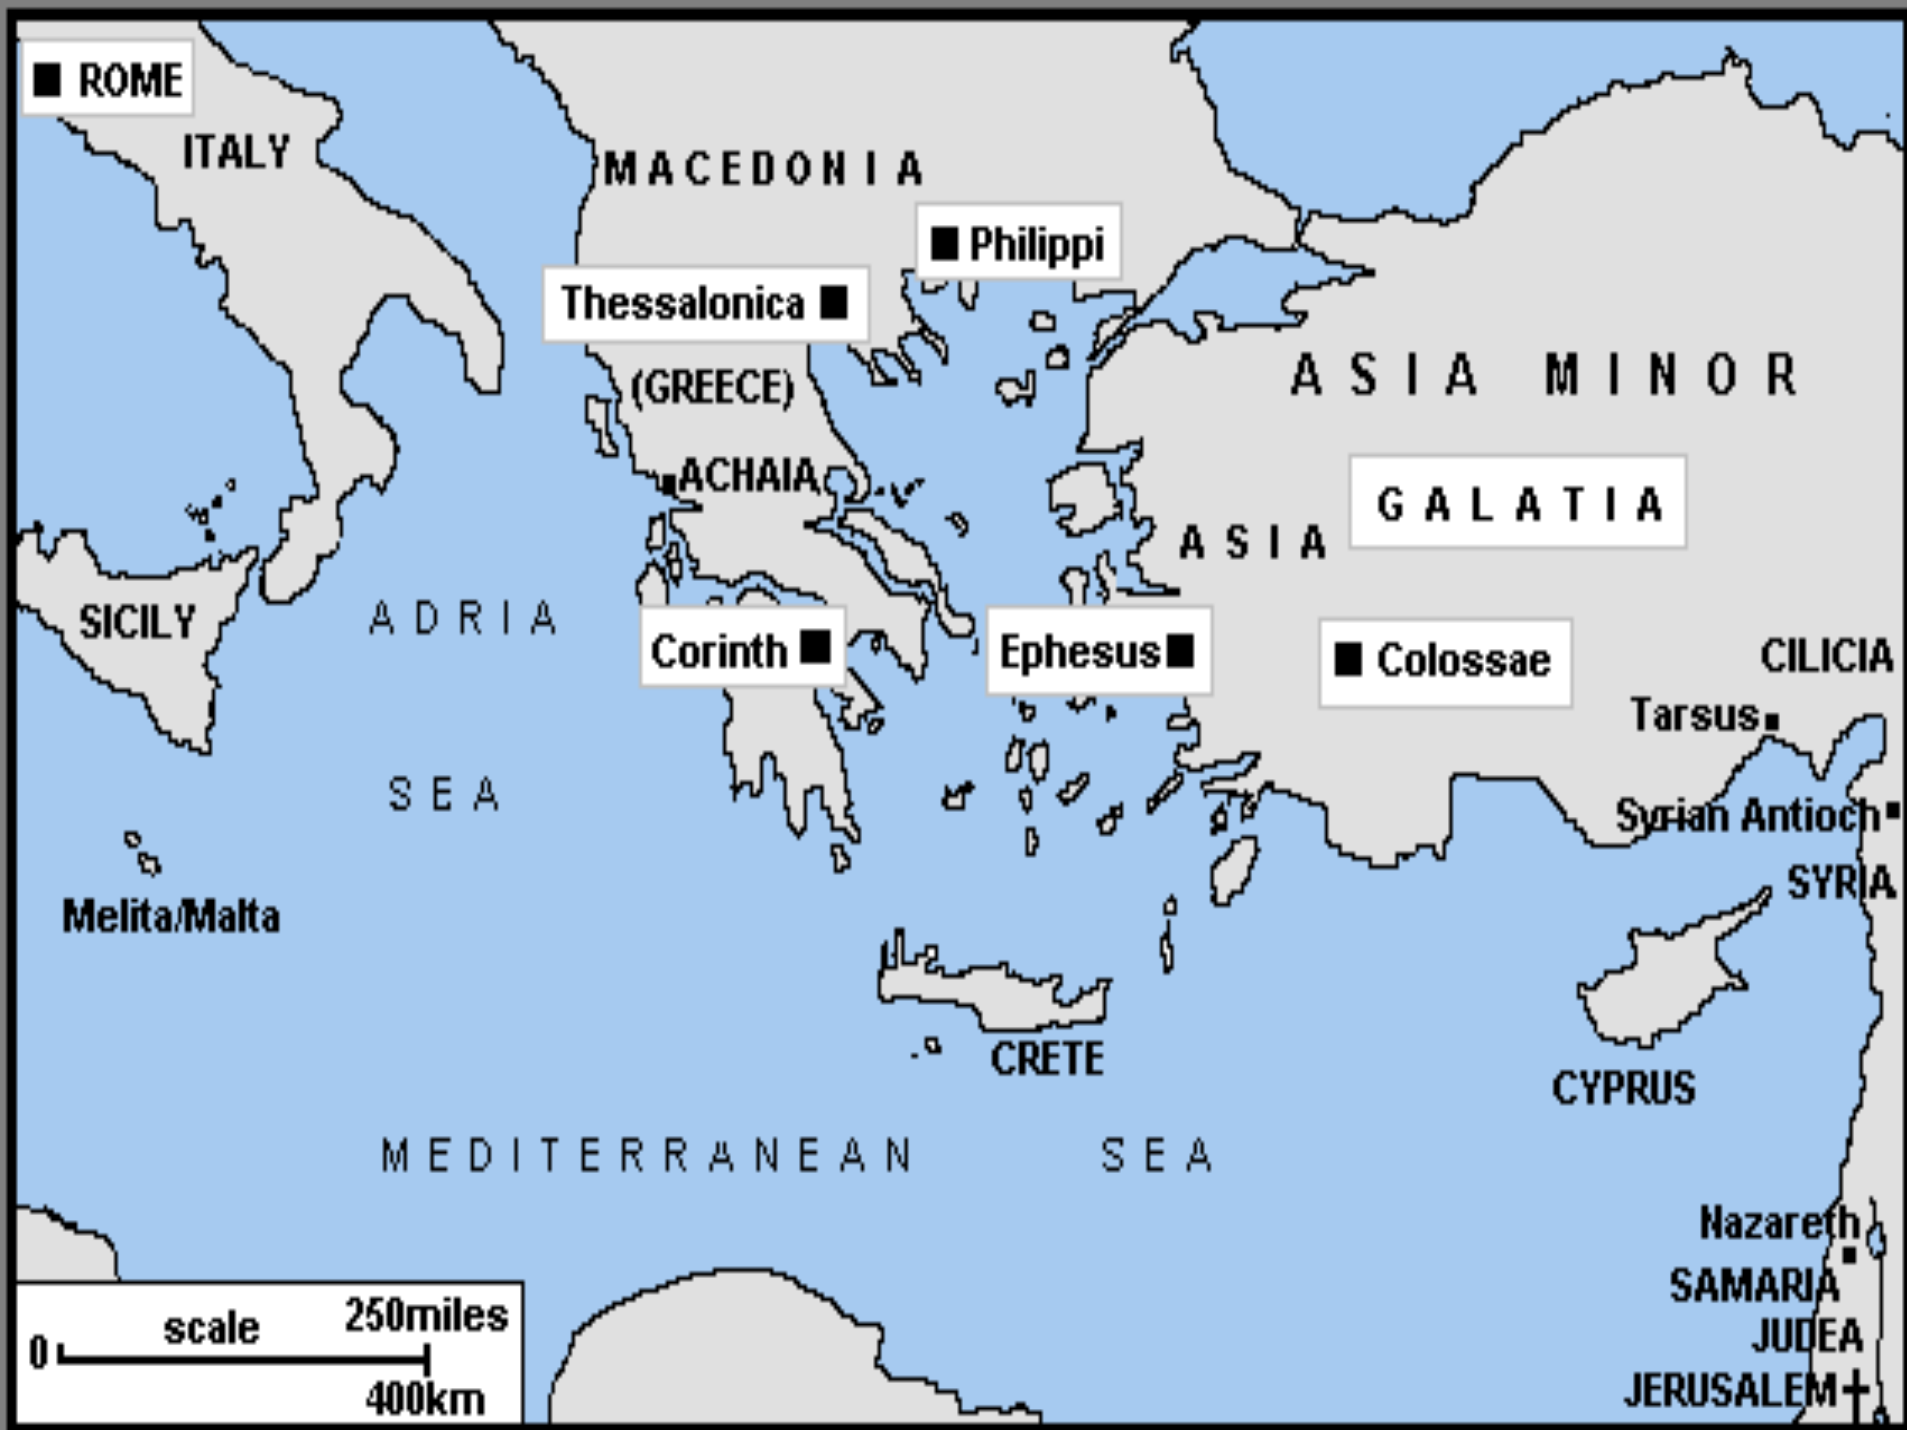 ROME
ITALY
MACEDONIA
Philippi
Thessalonica
(GREECE)
ASIA MINOR
ACHAIA
GALATIA
ASIA
SICILY
ADRIA
SEA
Corinth
Ephesus
Colossae
CILICIA
Tarsus
Syrian Antioch
SYRIA
Melita/Malta
CRETE
CYPRUS
MEDITERRANEAN SEA
Nazareth
SAMARIA
JUDEA
JERUSALEM
scale
250miles
0
400km